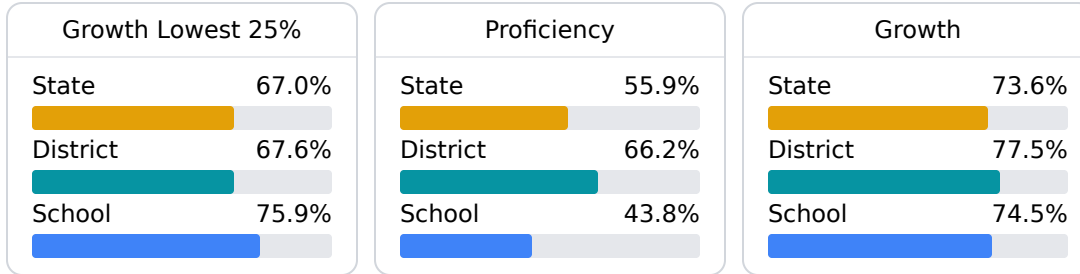 Growth Lowest 25%
State 67.0%
District 67.6%
School 75.9%
Proficiency
State 55.9%
District 66.2%
School 43.8%
Growth
State 73.6%
District 77.5%
School 74.5%